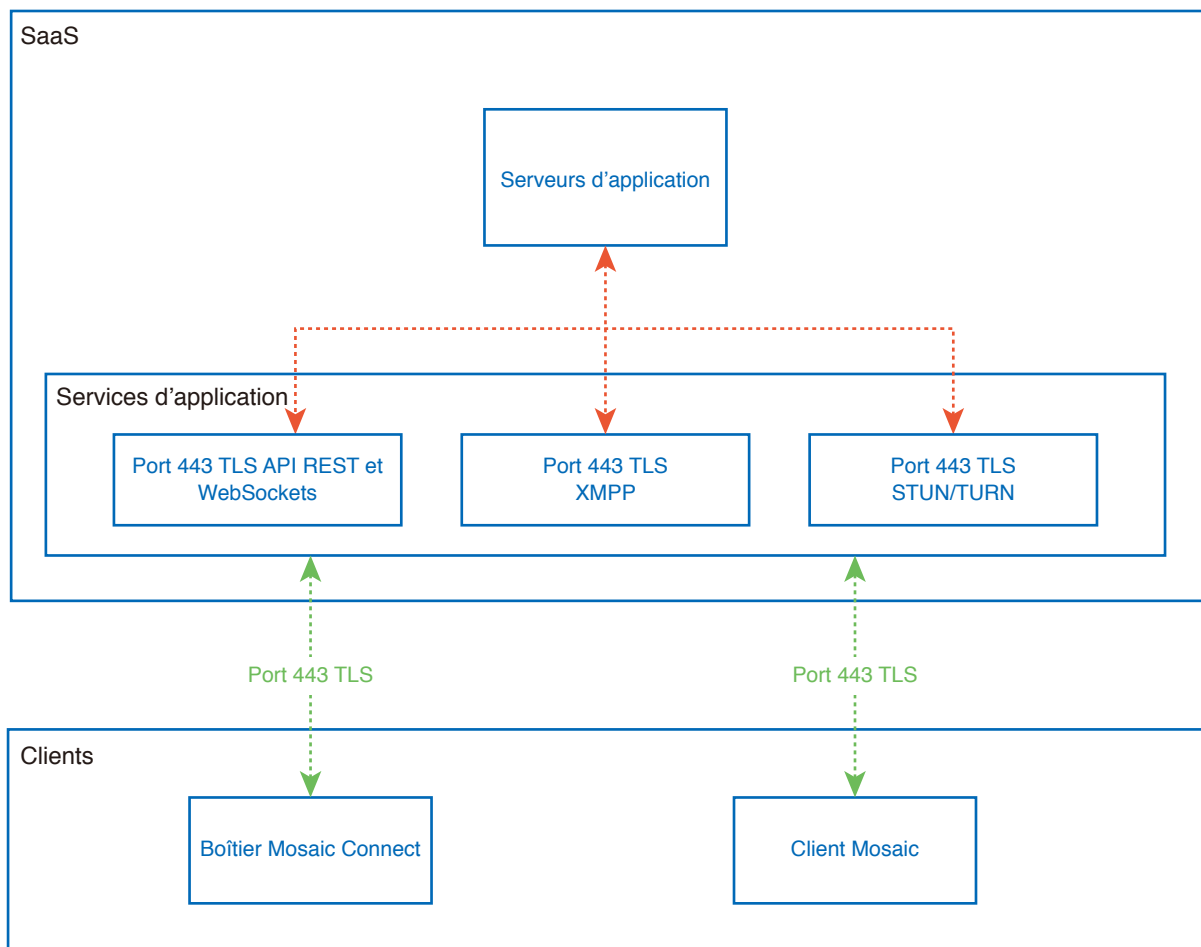 SaaS
Serveurs d’application
Services d’application
Port 443 TLS API REST et
WebSockets
Port 443 TLS
XMPP
Port 443 TLS
STUN/TURN
Port 443 TLS
Port 443 TLS
Clients
Boîtier Mosaic Connect
Client Mosaic